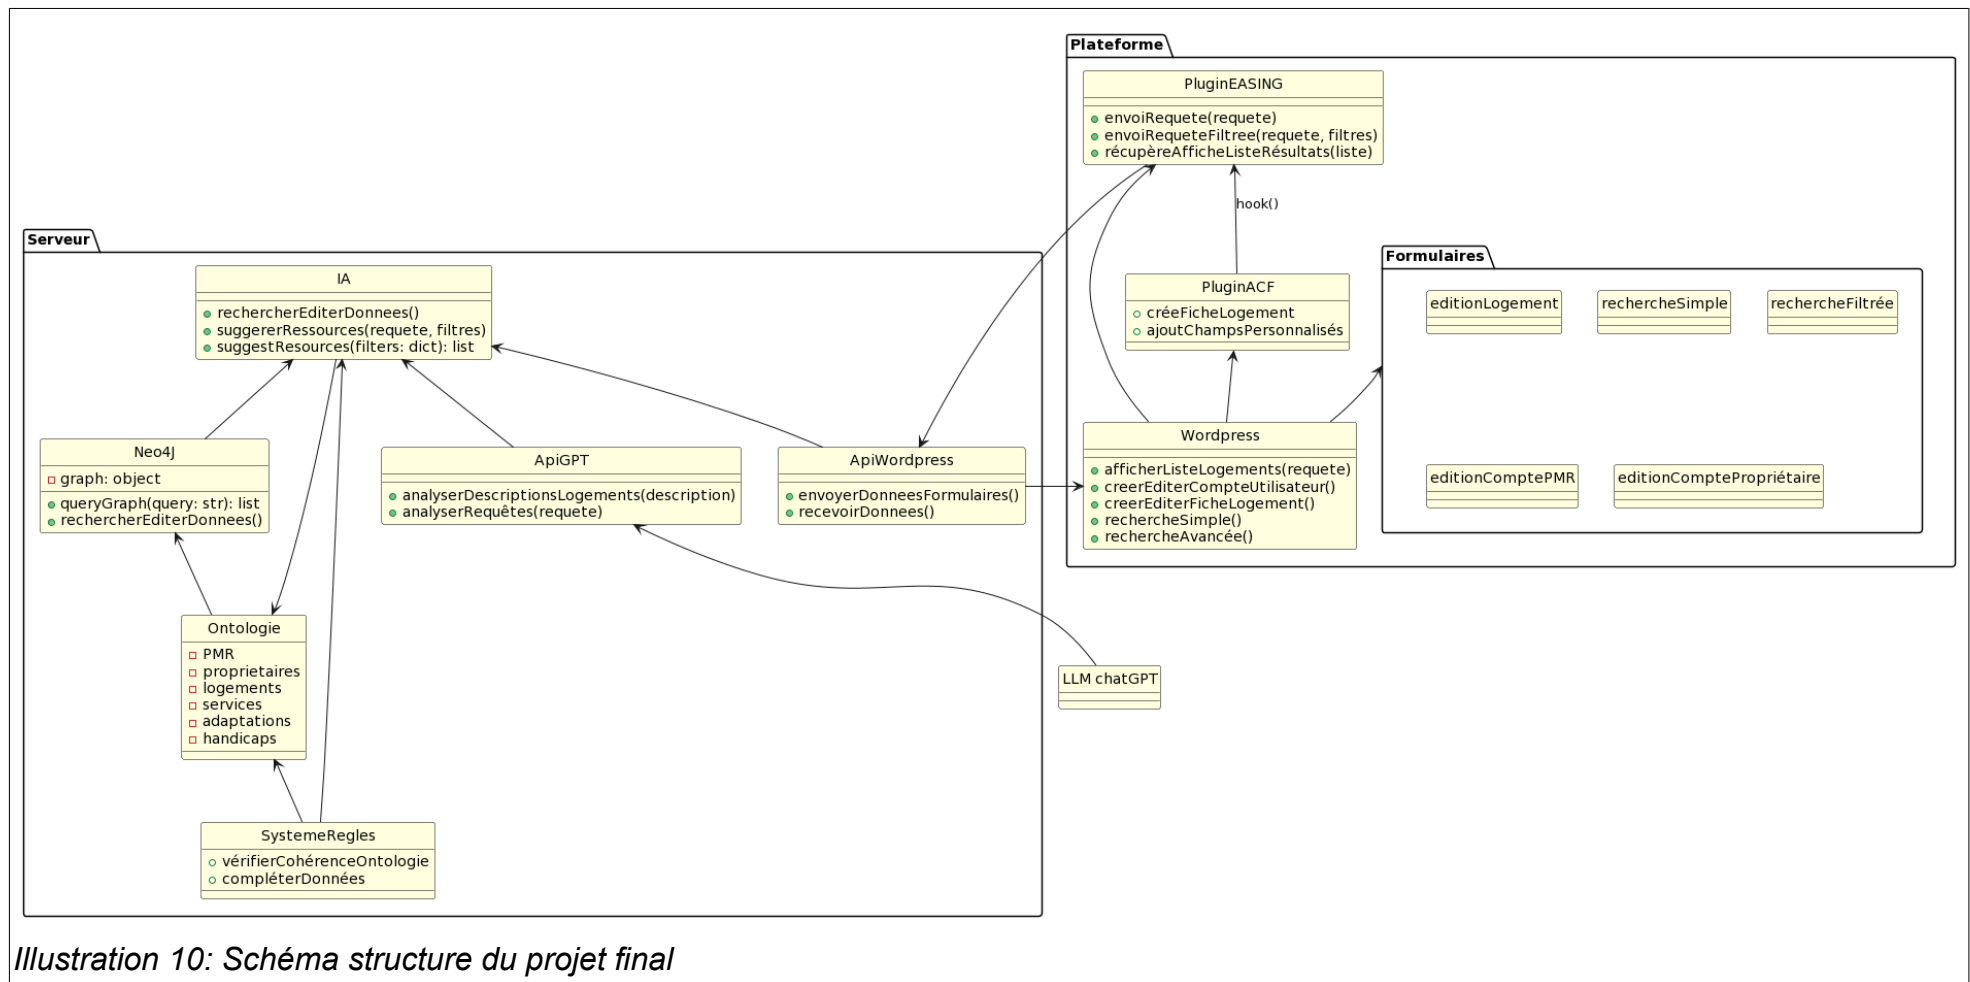 Plateforme
PluginEASING
envoiRequete(requete)
envoiRequeteFiltree(requete, filtres)
récupèreAfficheListeRésultats(liste)
hook()
PluginACF
créeFicheLogement
ajoutChampsPersonnalisés
Formulaires
editionLogement
rechercheSimple
rechercheFiltrée
editionComptePMR
editionComptePropriétaire
Wordpress
afficherListeLogements(requete)
creerEditerCompteUtilisateur()
creerEditerFicheLogement()
rechercheSimple()
rechercheAvancée()
Serveur
IA
rechercherEditerDonnees()
suggererRessources(requete, filtres)
suggestResources(filters: dict): list
Neo4J
graph: object
queryGraph(query: str): list
rechercherEditerDonnees()
ApiGPT
analyserDescriptionsLogements(description)
analyserRequêtes(requete)
ApiWordpress
envoyerDonneesFormulaires()
recevoirDonnees()
Ontologie
PMR
proprietaires
logements
services
adaptations
handicaps
LLM chatGPT
SystemeRegles
vérifierCohérenceOntologie
compléterDonnées
Illustration 10: Schéma structure du projet final